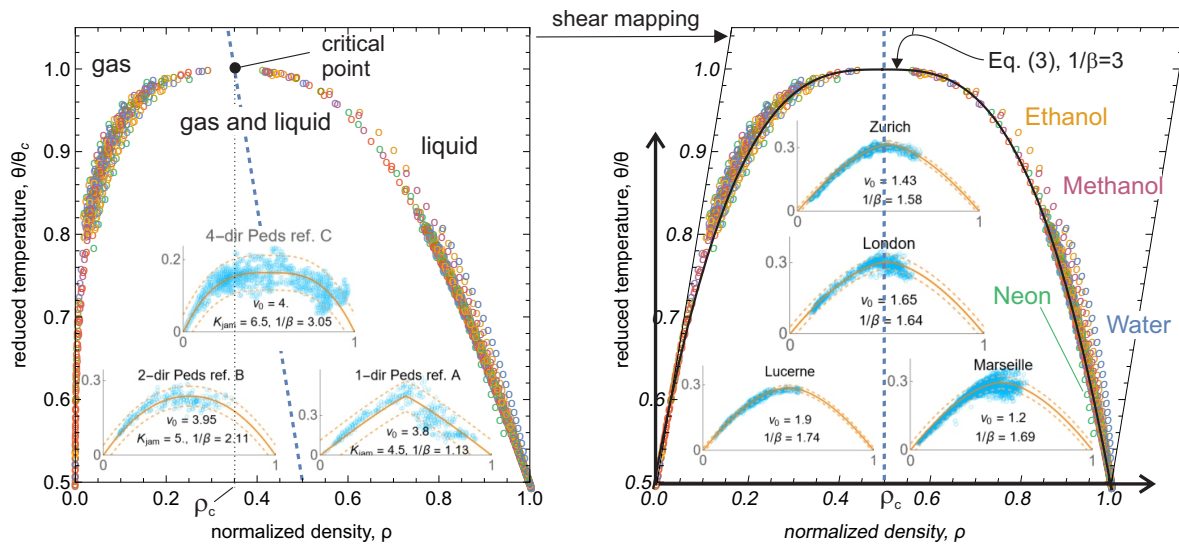 shear mapping
gas
critical
point
gas and liquid
liquid
1.0
0.9
0.8
0.7
0.6
0.5
reduced temperature, θ/θc
4-dir Peds ref. C
0.2
0
v0 = 4.
Kjam = 6.5, 1/β = 3.05
1
2-dir Peds ref. B
0.3
0
v0 = 3.95
Kjam = 5., 1/β = 2.11
1
1-dir Peds ref. A
0.3
0
v0 = 3.8
Kjam = 4.5, 1/β = 1.13
1
0.0
0.2
0.4
0.6
0.8
1.0
ρc
normalized density, ρ
Eq. (3), 1/β=3
Ethanol
Methanol
Neon
Water
1.0
0.9
0.8
0.7
0.6
0.5
reduced temperature, θ/θ
Zurich
0.3
0
v0 = 1.43
1/β = 1.58
1
London
0.3
0
v0 = 1.65
1/β = 1.64
1
Lucerne
0.3
0
v0 = 1.9
1/β = 1.74
1
Marseille
0.3
0
v0 = 1.2
1/β = 1.69
1
0.0
0.2
0.4
ρc
0.6
0.8
1.0
normalized density, ρ